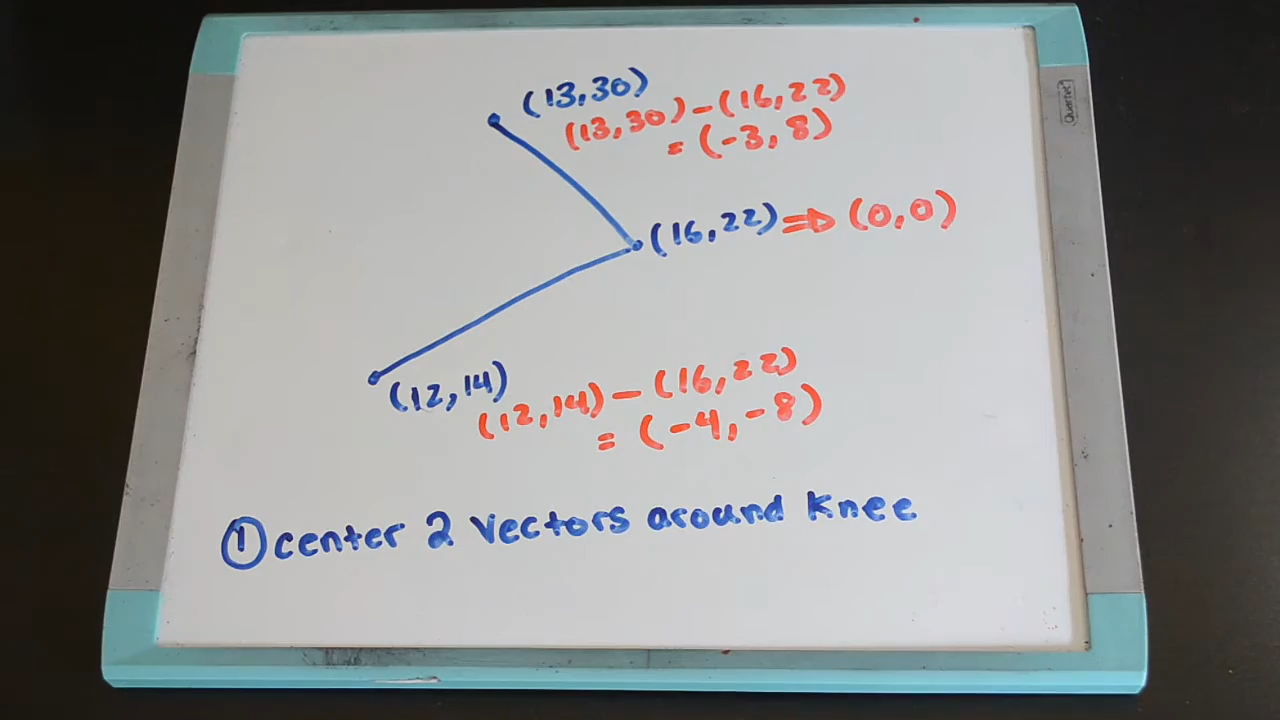 (13,30)
(13,30)-(16,22)
= (-3, 8)
(16,22) ⇒ (0,0)
(12,14)
(12,14)-(16,22)
= (-4,-8)
① center 2 vectors around knee
Quartet